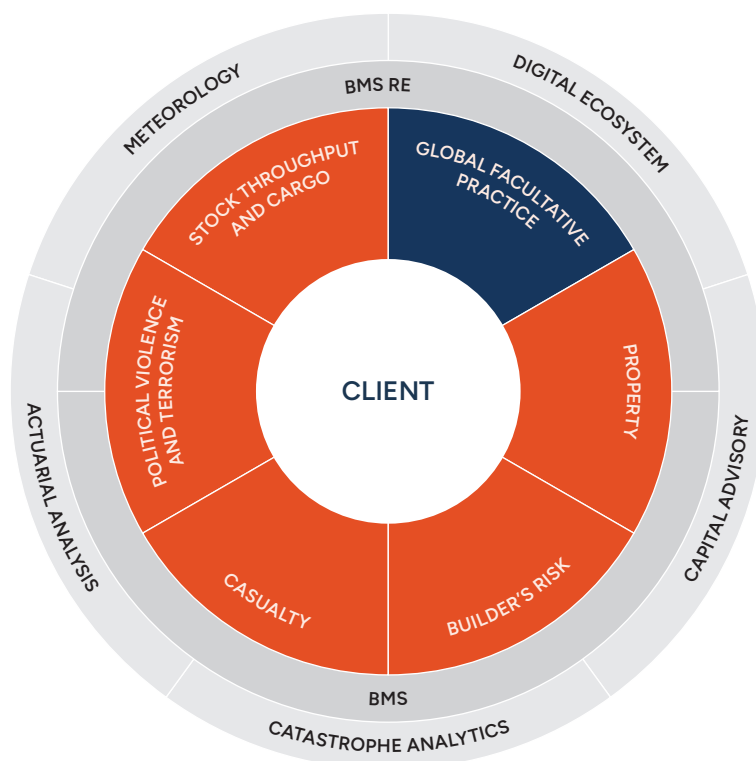 METEOROLOGY
DIGITAL ECOSYSTEM
BMS RE
STOCK THROUGHPUT
AND CARGO
GLOBAL FACULTATIVE
PRACTICE
POLITICAL VIOLENCE
AND TERRORISM
CLIENT
PROPERTY
ACTUARIAL ANALYSIS
CAPITAL ADVISORY
CASUALTY
BUILDER'S RISK
BMS
CATASTROPHE ANALYTICS